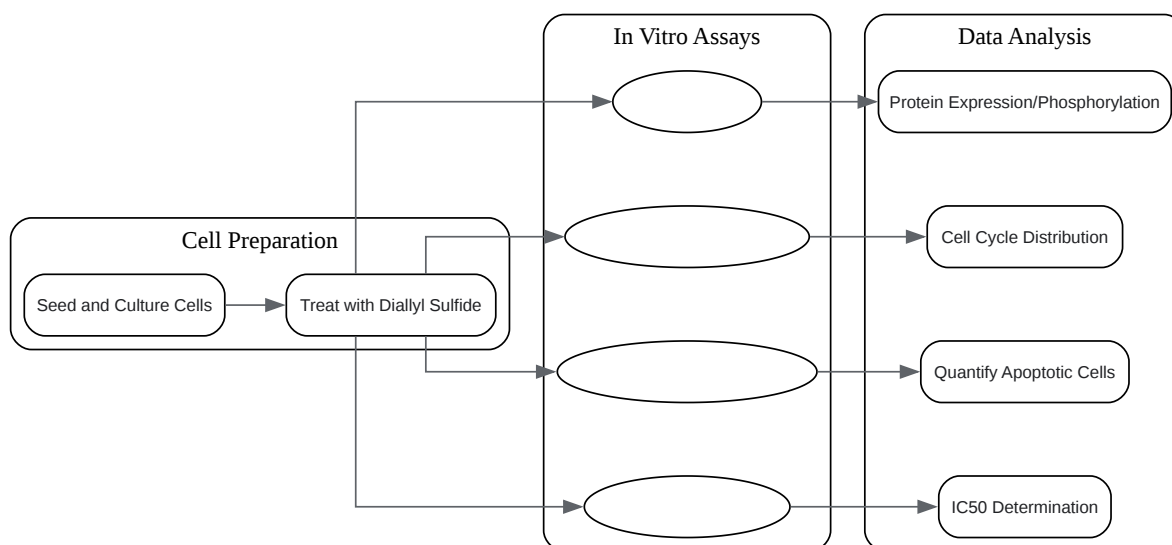 In Vitro Assays
Data Analysis
Protein Expression/Phosphorylation
Cell Preparation
Cell Cycle Distribution
Seed and Culture Cells
Treat with Diallyl Sulfide
Quantify Apoptotic Cells
IC50 Determination